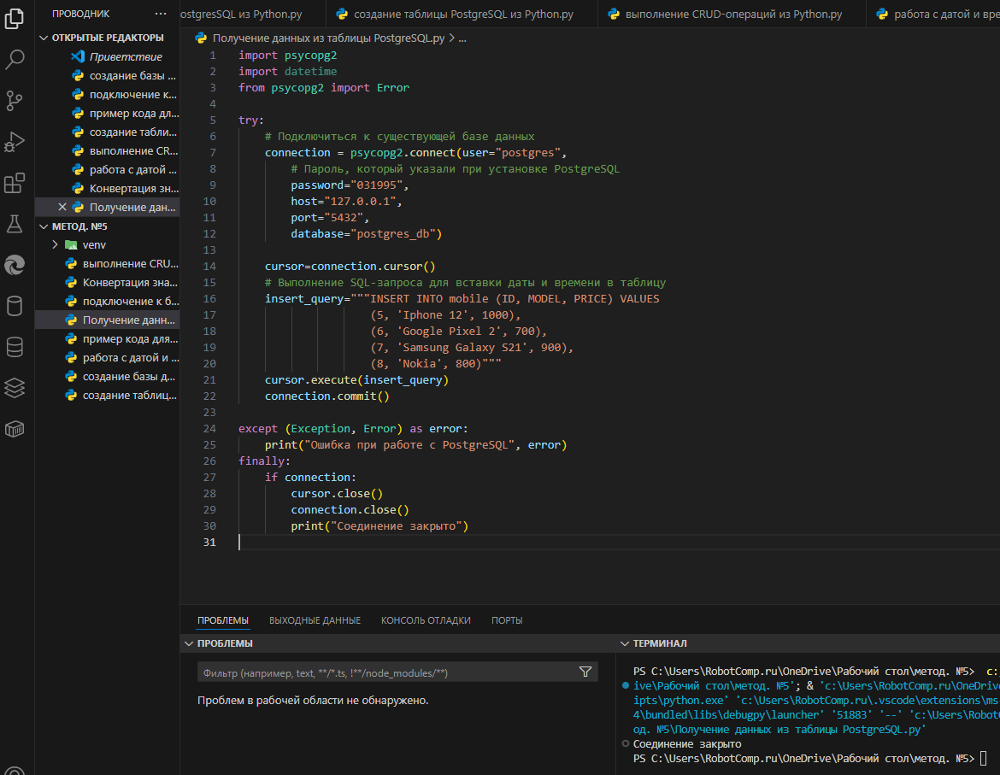 ПРОВОДНИК ...
ОТКРЫТЫЕ РЕДАКТОРЫ
Приветствие
создание базы ...
подключение к...
пример кода дл...
создание табли...
выполнение CR...
работа с датой ...
Конвертация зн...
Получение дан...
МЕТОД. №5
venv
выполнение CRU...
Конвертация зна...
подключение к б...
Получение данн...
пример кода для...
работа с датой и ...
создание базы д...
создание таблиц...
ostgresSQL из Python.py
создание таблицы PostgreSQL из Python.py
выполнение CRUD-операций из Python.py
работа с датой и вре
Получение данных из таблицы PostgreSQL.py > ...
1 import psycopg2
2 import datetime
3 from psycopg2 import Error
4
5 try:
6     # Подключиться к существующей базе данных
7     connection = psycopg2.connect(user="postgres",
8         # Пароль, который указали при установке PostgreSQL
9         password="031995",
10         host="127.0.0.1",
11         port="5432",
12         database="postgres_db")
13
14     cursor=connection.cursor()
15     # Выполнение SQL-запроса для вставки даты и времени в таблицу
16     insert_query="""INSERT INTO mobile (ID, MODEL, PRICE) VALUES
17                     (5, 'Iphone 12', 1000),
18                     (6, 'Google Pixel 2', 700),
19                     (7, 'Samsung Galaxy S21', 900),
20                     (8, 'Nokia', 800)"""
21     cursor.execute(insert_query)
22     connection.commit()
23
24 except (Exception, Error) as error:
25     print("Ошибка при работе с PostgreSQL", error)
26 finally:
27     if connection:
28         cursor.close()
29         connection.close()
30         print("Соединение закрыто")
31
ПРОБЛЕМЫ ВЫХОДНЫЕ ДАННЫЕ КОНСОЛЬ ОТЛАДКИ ПОРТЫ
ПРОБЛЕМЫ
Фильтр (например, text, **/*.ts, !**/node_modules/**)
Проблем в рабочей области не обнаружено.
ТЕРМИНАЛ
PS C:\Users\RobotComp.ru\OneDrive\Рабочий стол\метод. №5>  c:
ive\Рабочий стол\метод. №5'; & 'c:\Users\RobotComp.ru\OneDrive
ipts\python.exe' 'c:\Users\RobotComp.ru\.vscode\extensions\ms
4\bundled\libs\debugpy\launcher' '51883' '--' 'c:\Users\RobotC
од. №5\Получение данных из таблицы PostgreSQL.py'
Соединение закрыто
PS C:\Users\RobotComp.ru\OneDrive\Рабочий стол\метод. №5>